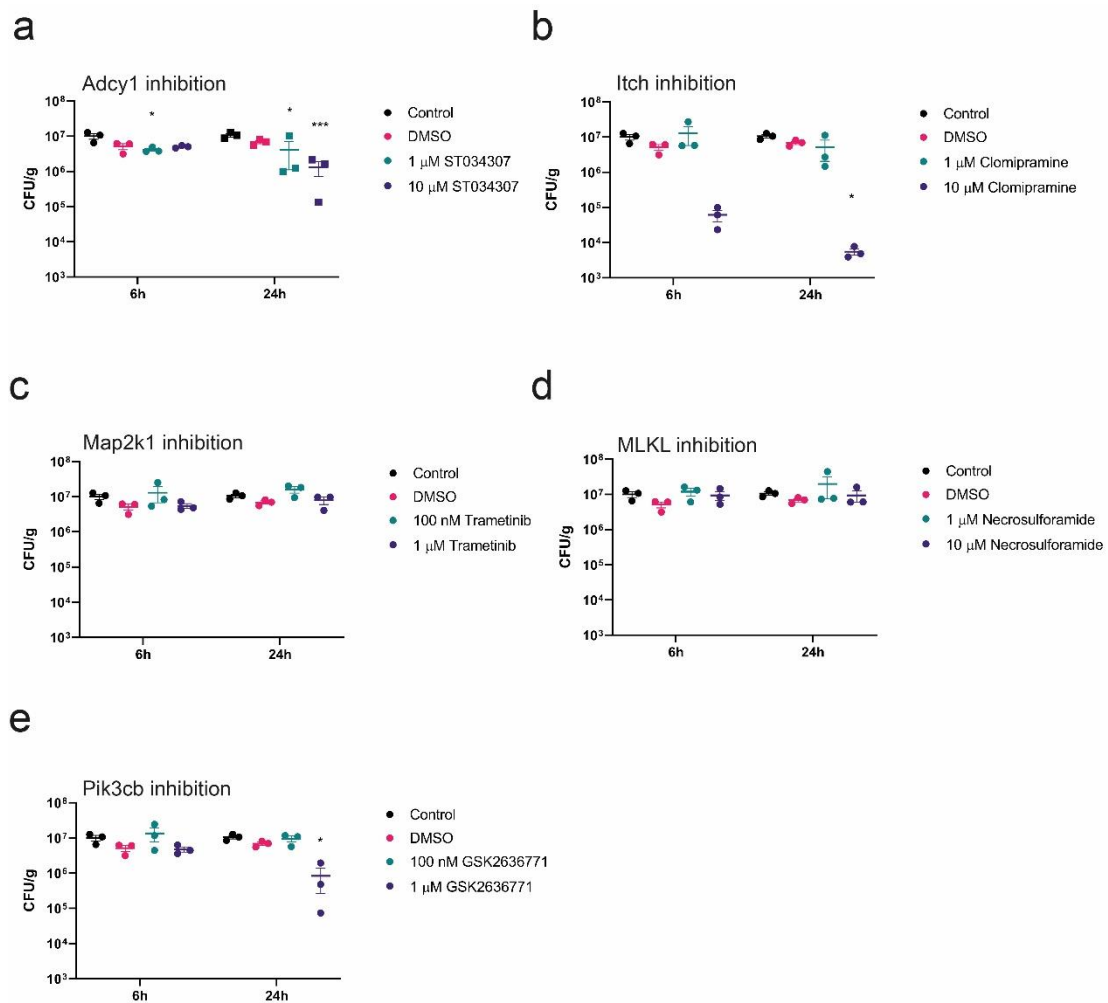 a
Adcy1 inhibition
CFU/g
10⁸
10⁷
10⁶
10⁵
10⁴
10³
*
*
***
6h
24h
Control
DMSO
1 μM ST034307
10 μM ST034307
b
Itch inhibition
CFU/g
10⁸
10⁷
10⁶
10⁵
10⁴
10³
*
6h
24h
Control
DMSO
1 μM Clomipramine
10 μM Clomipramine
c
Map2k1 inhibition
CFU/g
10⁸
10⁷
10⁶
10⁵
10⁴
10³
6h
24h
Control
DMSO
100 nM Trametinib
1 μM Trametinib
d
MLKL inhibition
CFU/g
10⁸
10⁷
10⁶
10⁵
10⁴
10³
6h
24h
Control
DMSO
1 μM Necrosulforamide
10 μM Necrosulforamide
e
Pik3cb inhibition
CFU/g
10⁸
10⁷
10⁶
10⁵
10⁴
10³
*
6h
24h
Control
DMSO
100 nM GSK2636771
1 μM GSK2636771